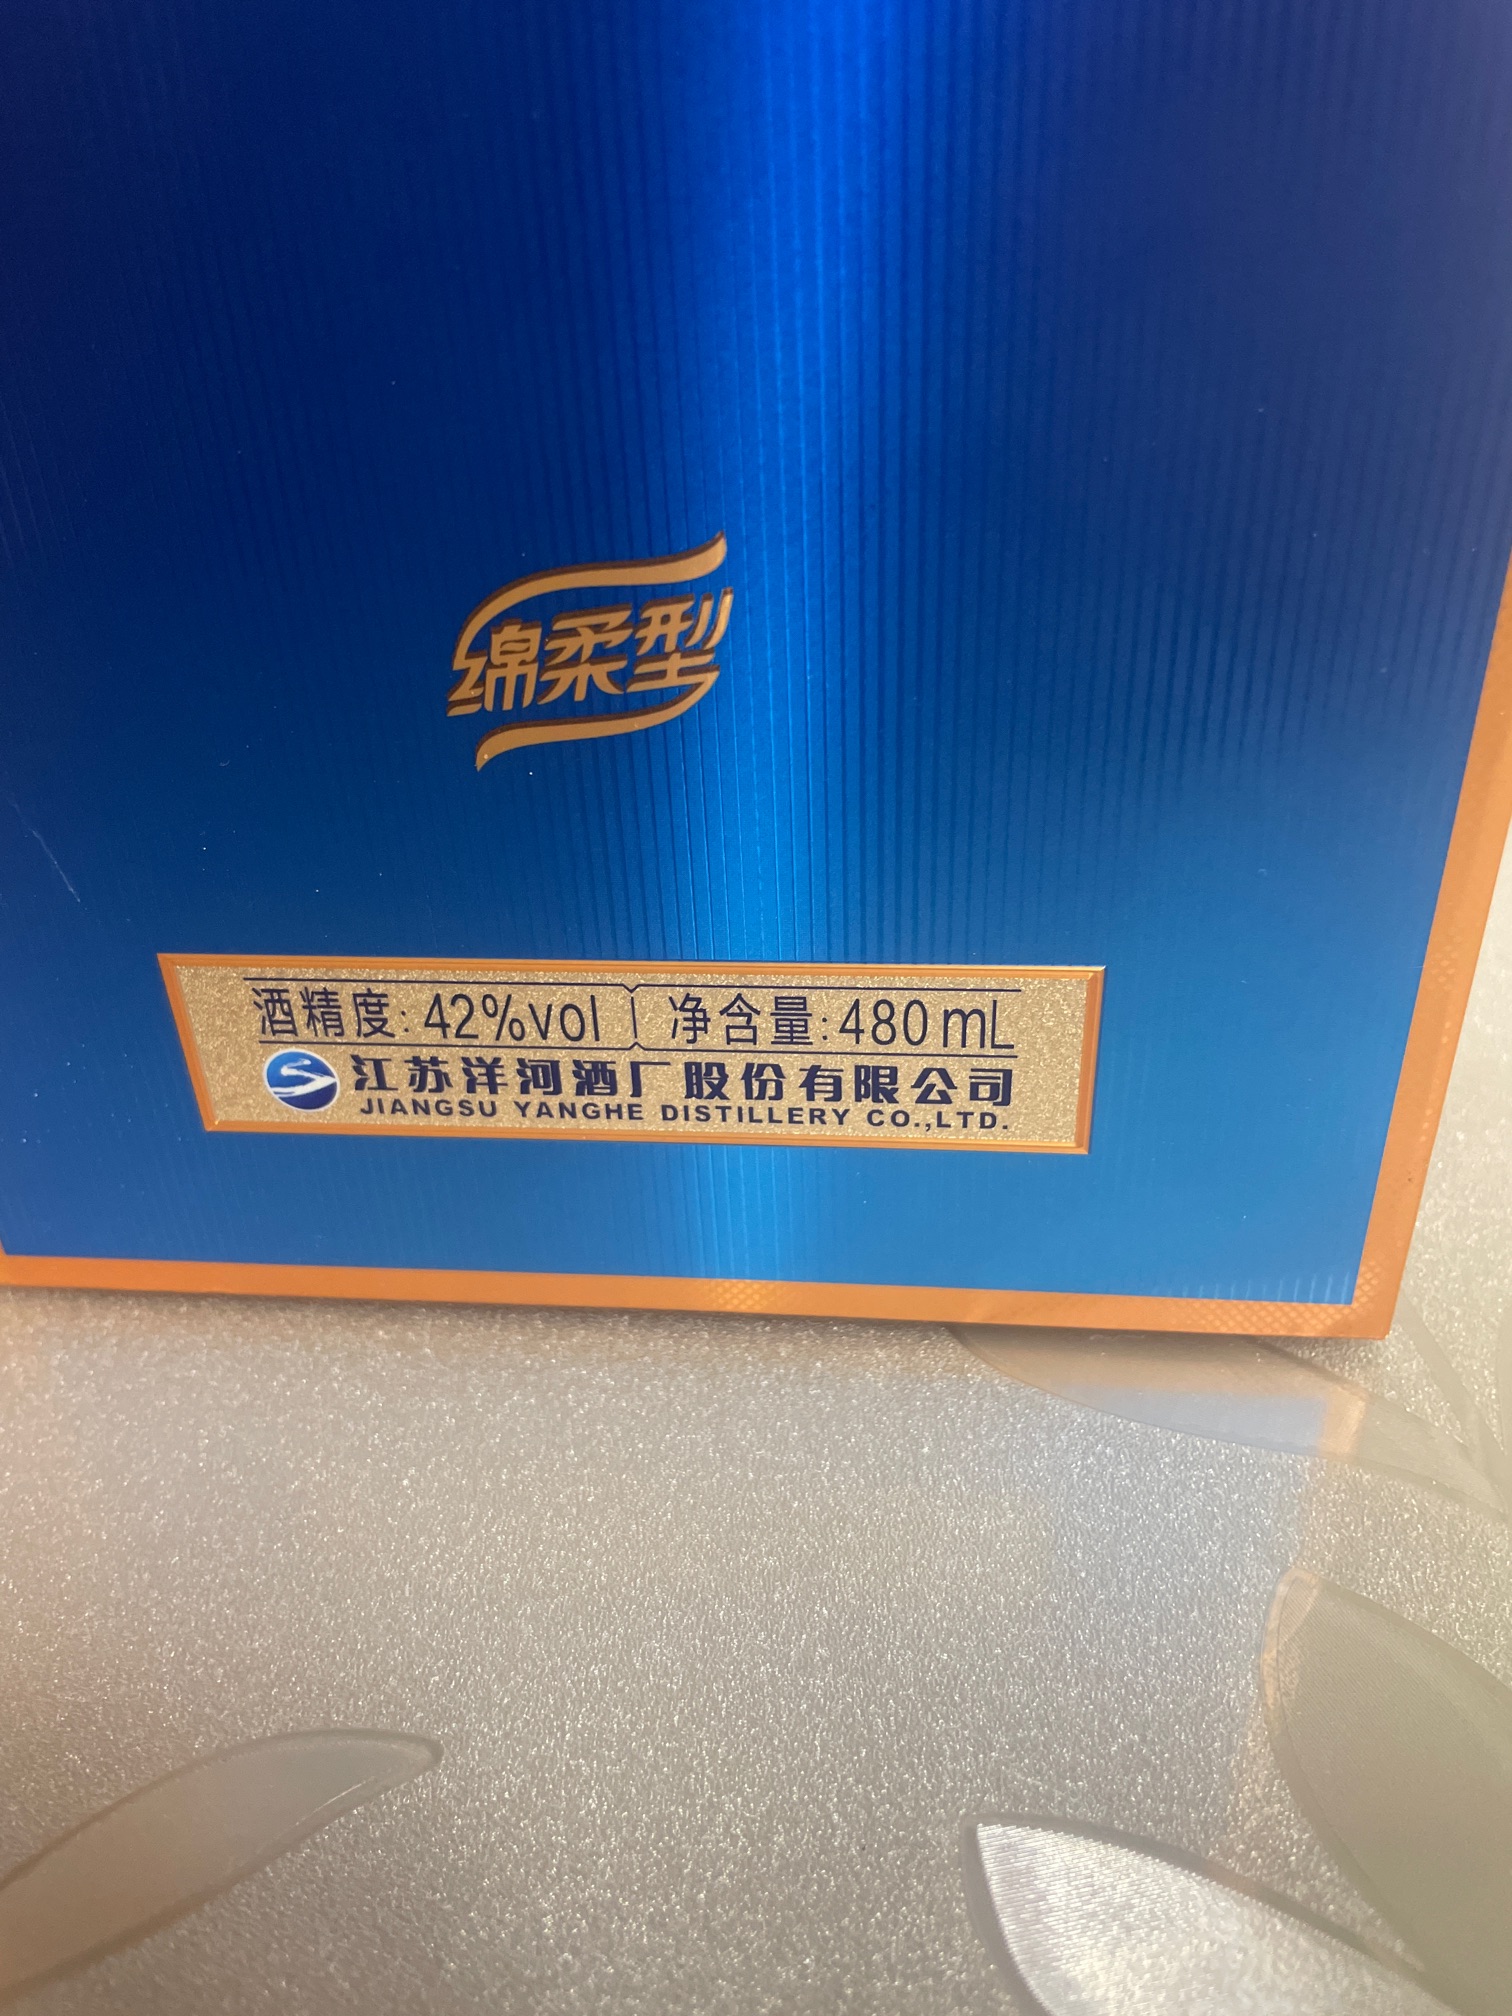 绵柔型
酒精度: 42%vol 净含量: 480mL
江苏洋河酒厂股份有限公司
JIANGSU YANGHE DISTILLERY CO.,LTD.